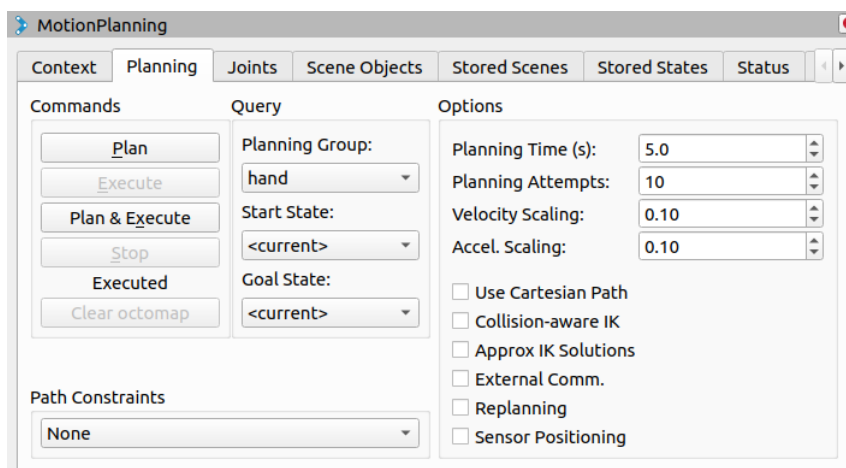 MotionPlanning
Context Planning Joints Scene Objects Stored Scenes Stored States Status
Commands
Plan
Execute
Plan & Execute
Stop
Executed
Clear octomap
Query
Planning Group:
hand
Start State:
<current>
Goal State:
<current>
Options
Planning Time (s): 5.0
Planning Attempts: 10
Velocity Scaling: 0.10
Accel. Scaling: 0.10
Use Cartesian Path
Collision-aware IK
Approx IK Solutions
External Comm.
Replanning
Sensor Positioning
Path Constraints
None